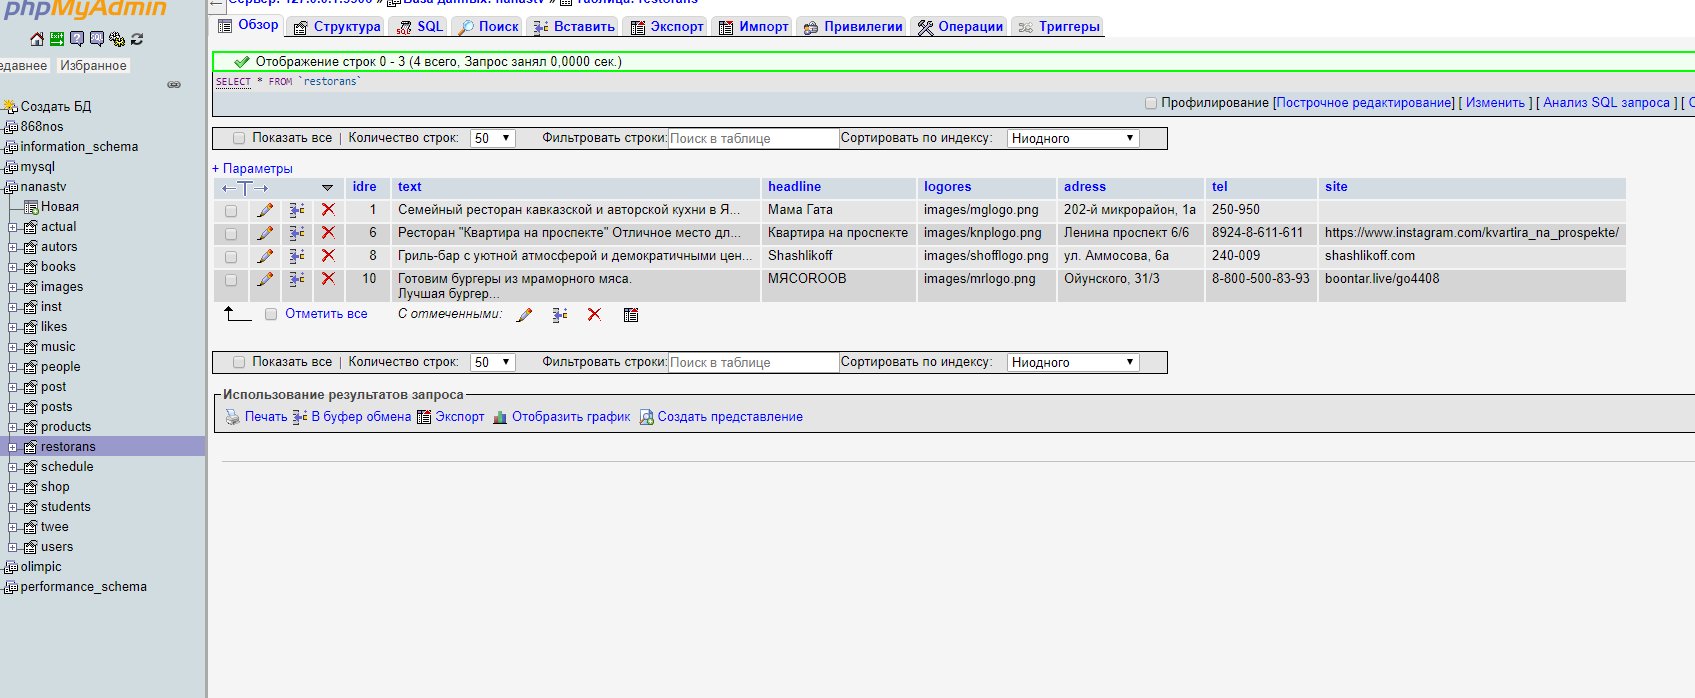 phpMyAdmin
Сервер: 127.0.0.1:3306 » База данных: nanastv » Таблица: restorans
Обзор Структура SQL Поиск Вставить Экспорт Импорт Привилегии Операции Триггеры
едавнее Избранное
Создать БД
868nos
information_schema
mysql
nanastv
Новая
actual
autors
books
images
inst
likes
music
people
post
posts
products
restorans
schedule
shop
students
twee
users
olimpic
performance_schema
Отображение строк 0 - 3 (4 всего, Запрос занял 0,0000 сек.)
SELECT * FROM `restorans`
Профилирование [Построчное редактирование] [ Изменить ] [ Анализ SQL запроса ] [
Показать все | Количество строк: 50 Фильтровать строки: Поиск в таблице Сортировать по индексу: Ниодного
+ Параметры
idre text headline logores adress tel site
1 Семейный ресторан кавказской и авторской кухни в Я... Мама Гата images/mglogo.png 202-й микрорайон, 1а 250-950
6 Ресторан "Квартира на проспекте" Отличное место дл... Квартира на проспекте images/knplogo.png Ленина проспект 6/6 8924-8-611-611 https://www.instagram.com/kvartira_na_prospekte/
8 Гриль-бар с уютной атмосферой и демократичными цен... Shashlikoff images/shofflogo.png ул. Аммосова, 6а 240-009 shashlikoff.com
10 Готовим бургеры из мраморного мяса. МЯСОROOB images/mrlogo.png Ойунского, 31/3 8-800-500-83-93 boontar.live/go4408
Лучшая бургер...
Отметить все С отмеченными:
Показать все | Количество строк: 50 Фильтровать строки: Поиск в таблице Сортировать по индексу: Ниодного
Использование результатов запроса
Печать В буфер обмена Экспорт Отобразить график Создать представление